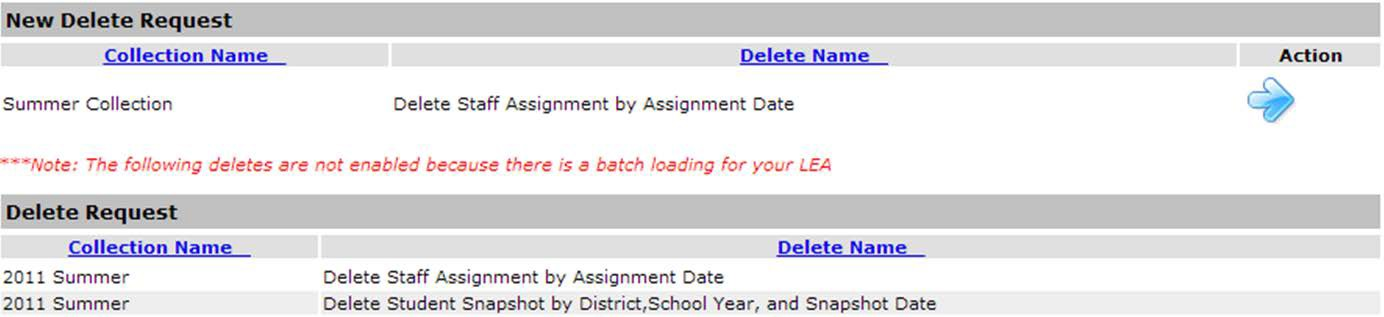 New Delete Request
Collection Name Delete Name Action
Summer Collection Delete Staff Assignment by Assignment Date
***Note: The following deletes are not enabled because there is a batch loading for your LEA
Delete Request
Collection Name Delete Name
2011 Summer Delete Staff Assignment by Assignment Date
2011 Summer Delete Student Snapshot by District,School Year, and Snapshot Date